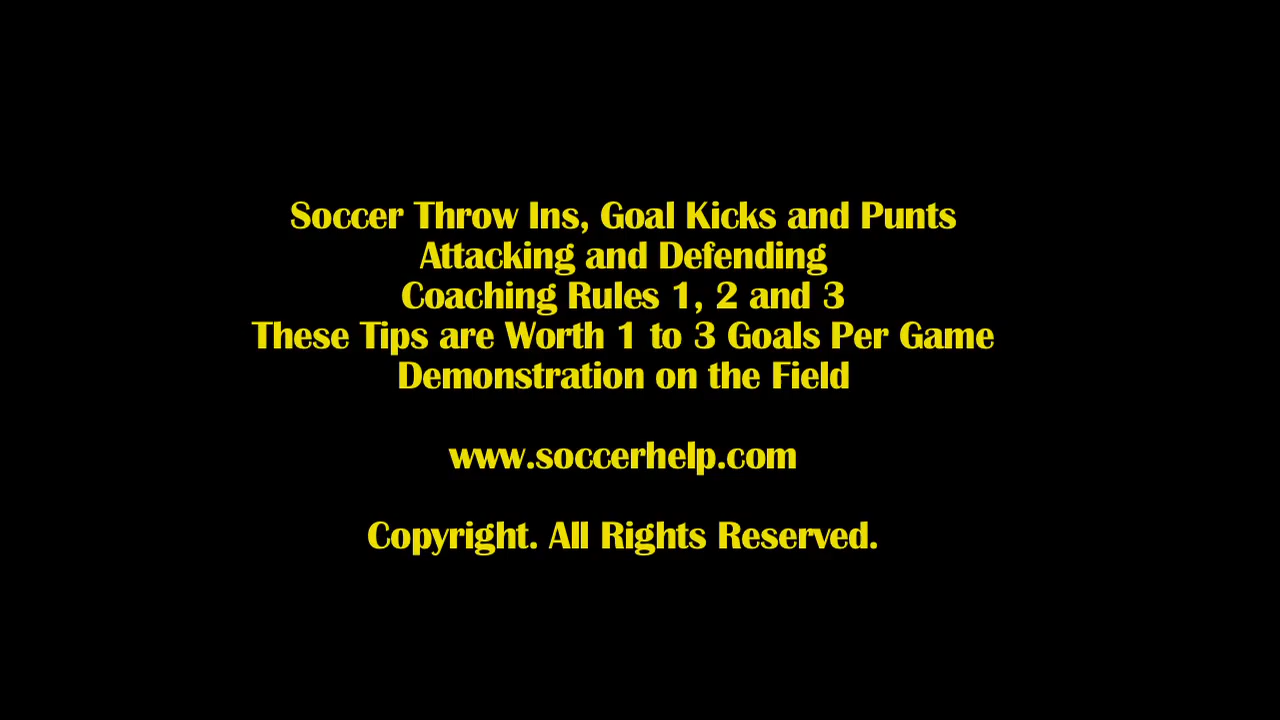 Soccer Throw Ins, Goal Kicks and Punts
Attacking and Defending
Coaching Rules 1, 2 and 3
These Tips are Worth 1 to 3 Goals Per Game
Demonstration on the Field
www.soccerhelp.com
Copyright. All Rights Reserved.